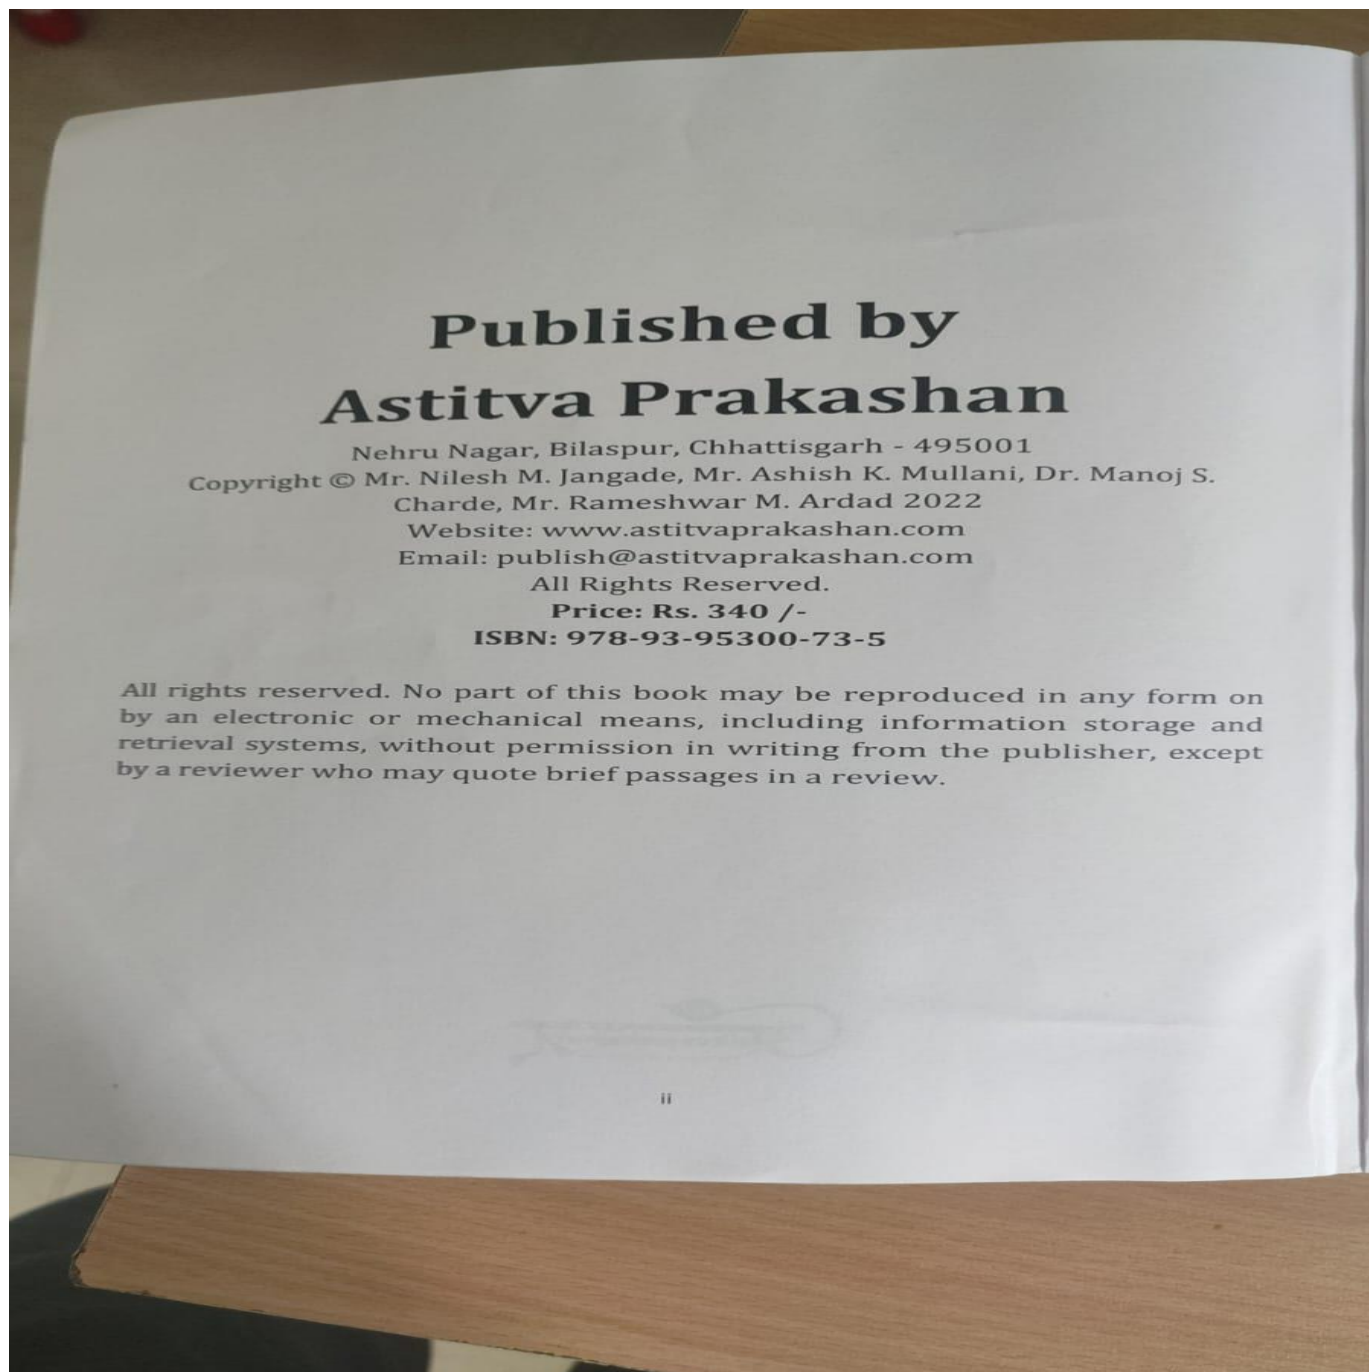 Published by
Astitva Prakashan
Nehru Nagar, Bilaspur, Chhattisgarh - 495001
Copyright © Mr. Nilesh M. Jangade, Mr. Ashish K. Mullani, Dr. Manoj S.
Charde, Mr. Rameshwar M. Ardad 2022
Website: www.astitvaprakashan.com
Email: publish@astitvaprakashan.com
All Rights Reserved.
Price: Rs. 340 /-
ISBN: 978-93-95300-73-5
All rights reserved. No part of this book may be reproduced in any form on
by an electronic or mechanical means, including information storage and
retrieval systems, without permission in writing from the publisher, except
by a reviewer who may quote brief passages in a review.
ii